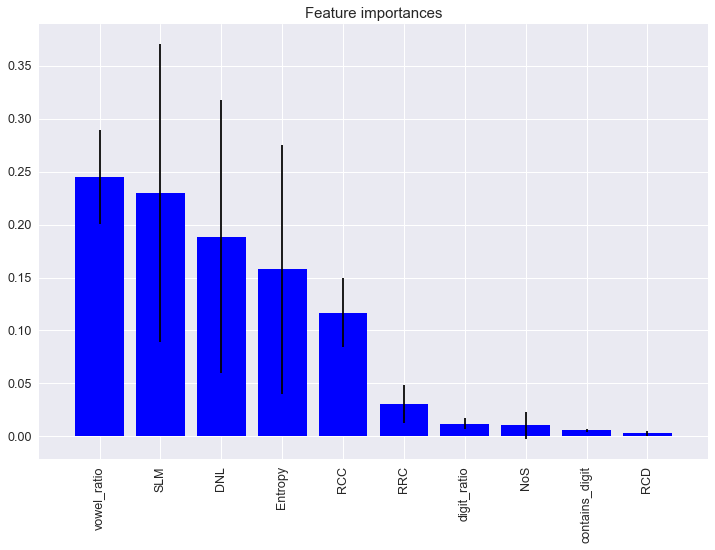 Feature importances
0.35
0.30
0.25
0.20
0.15
0.10
0.05
0.00
vowel_ratio
SLM
DNL
Entropy
RCC
RRC
digit_ratio
NoS
contains_digit
RCD